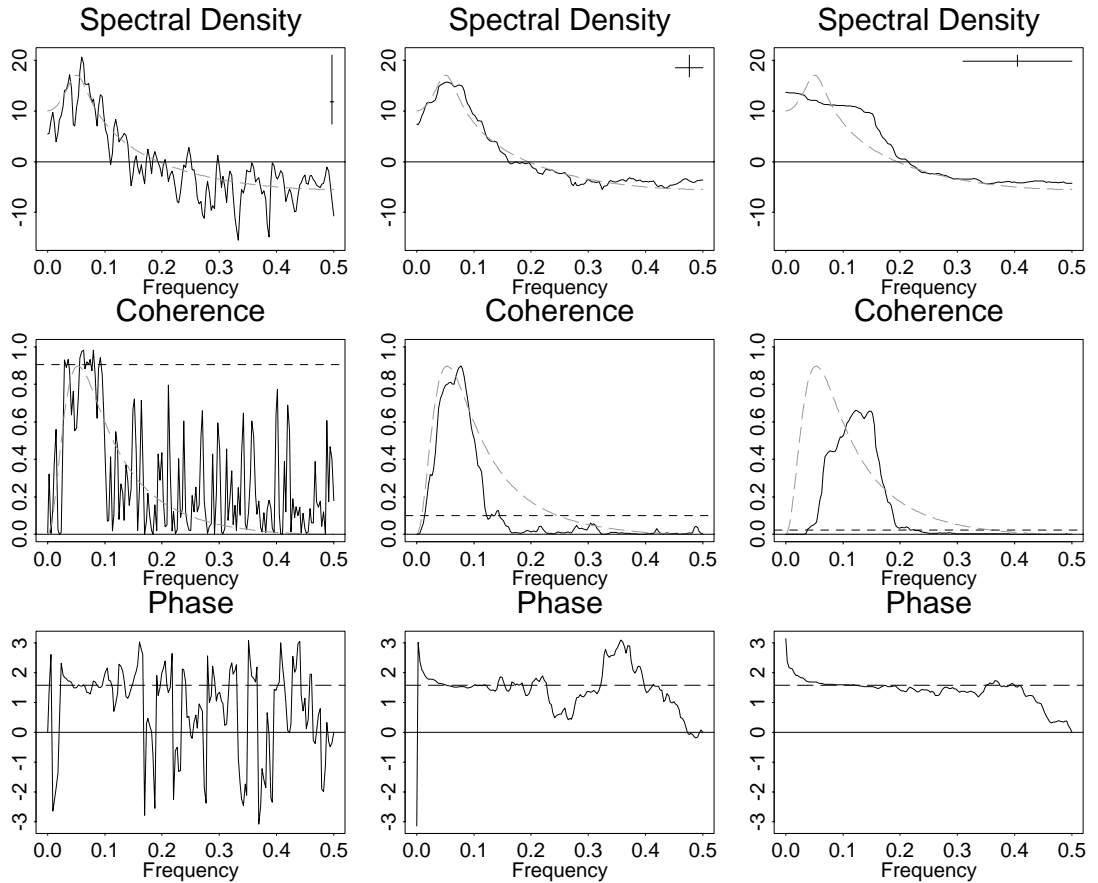 Spectral Density Spectral Density Spectral Density
20 20 20
10 10 10
0 0 0
-10 -10 -10
0.0 0.1 0.2 0.3 0.4 0.5 0.0 0.1 0.2 0.3 0.4 0.5 0.0 0.1 0.2 0.3 0.4 0.5
Frequency Frequency Frequency
Coherence Coherence Coherence
1.0 1.0 1.0
0.8 0.8 0.8
0.6 0.6 0.6
0.4 0.4 0.4
0.2 0.2 0.2
0.0 0.0 0.0
0.0 0.1 0.2 0.3 0.4 0.5 0.0 0.1 0.2 0.3 0.4 0.5 0.0 0.1 0.2 0.3 0.4 0.5
Frequency Frequency Frequency
Phase Phase Phase
3 3 3
2 2 2
1 1 1
0 0 0
-1 -1 -1
-2 -2 -2
-3 -3 -3
0.0 0.1 0.2 0.3 0.4 0.5 0.0 0.1 0.2 0.3 0.4 0.5 0.0 0.1 0.2 0.3 0.4 0.5
Frequency Frequency Frequency